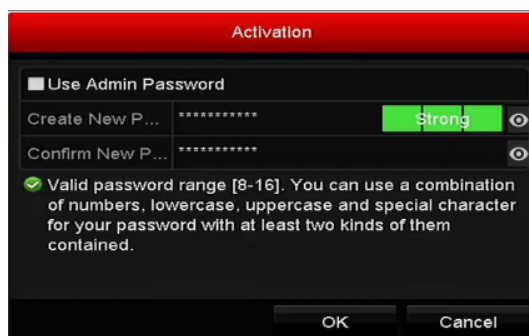 Activation
Use Admin Password
Create New P... *********** Strong
Confirm New P... ***********
Valid password range [8-16]. You can use a combination
of numbers, lowercase, uppercase and special character
for your password with at least two kinds of them
contained.
OK Cancel